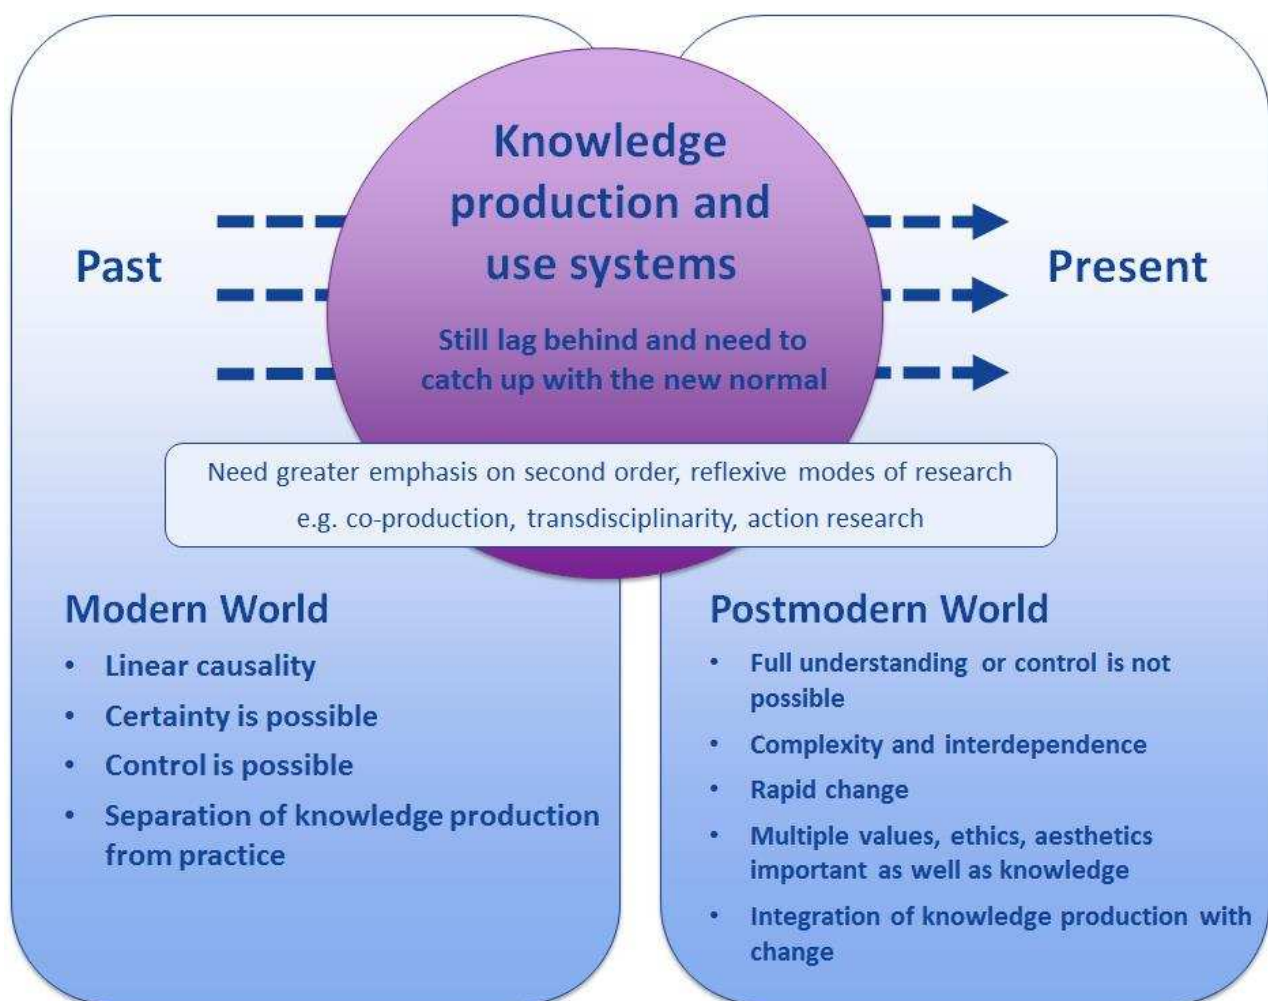 Knowledge
production and
use systems
Past
Present
Still lag behind and need to
catch up with the new normal
Need greater emphasis on second order, reflexive modes of research
e.g. co-production, transdisciplinarity, action research
Modern World
• Linear causality
• Certainty is possible
• Control is possible
• Separation of knowledge production
from practice
Postmodern World
• Full understanding or control is not
possible
• Complexity and interdependence
• Rapid change
• Multiple values, ethics, aesthetics
important as well as knowledge
• Integration of knowledge production with
change